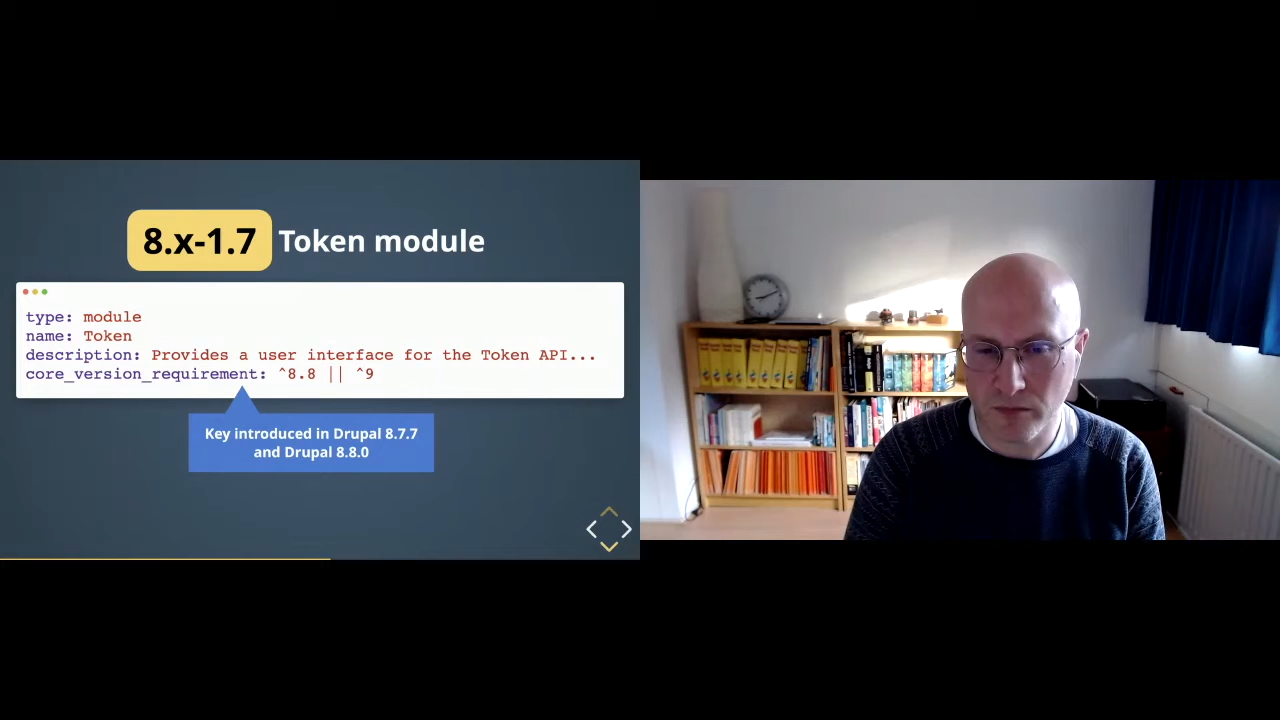 8.x-1.7 Token module
type: module
name: Token
description: Provides a user interface for the Token API...
core_version_requirement: ^8.8 || ^9
Key introduced in Drupal 8.7.7
and Drupal 8.8.0